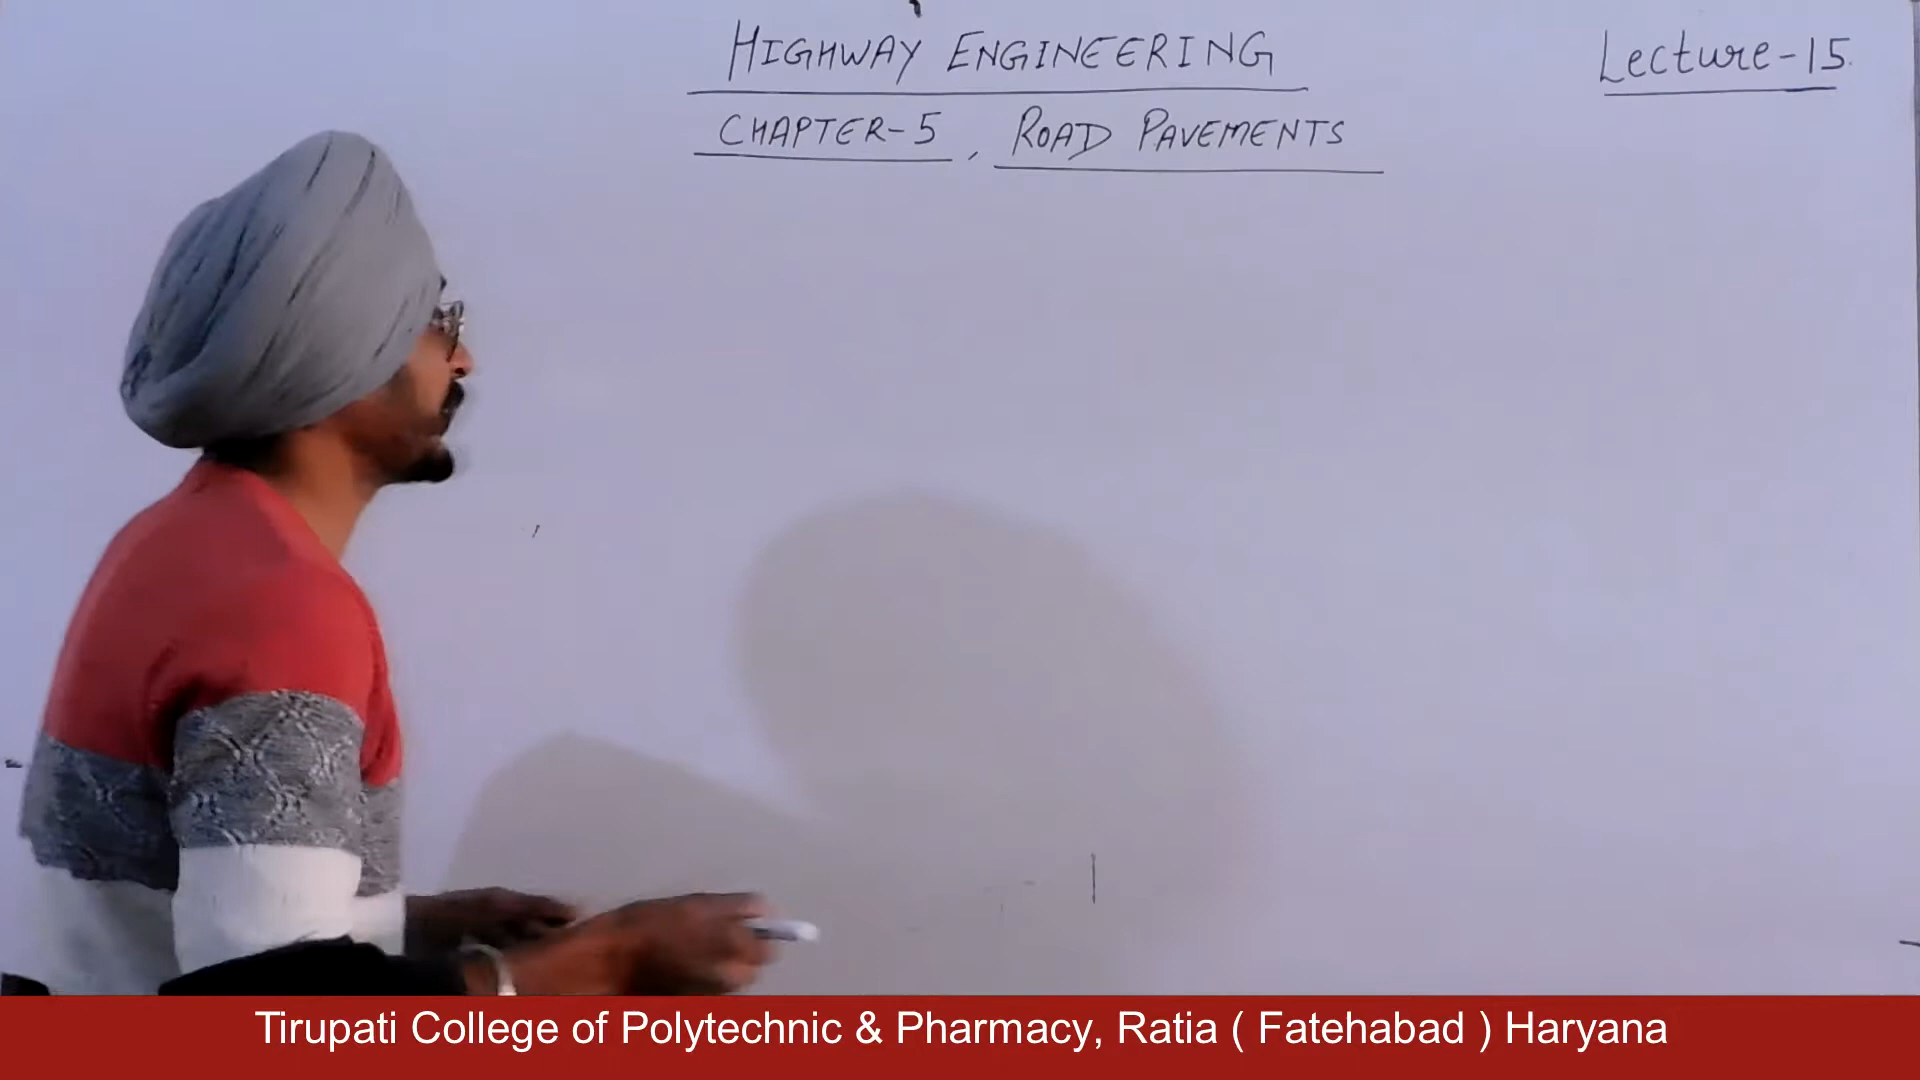 HIGHWAY ENGINEERING
Lecture-15.
CHAPTER-5, ROAD PAVEMENTS
Tirupati College of Polytechnic & Pharmacy, Ratia ( Fatehabad ) Haryana